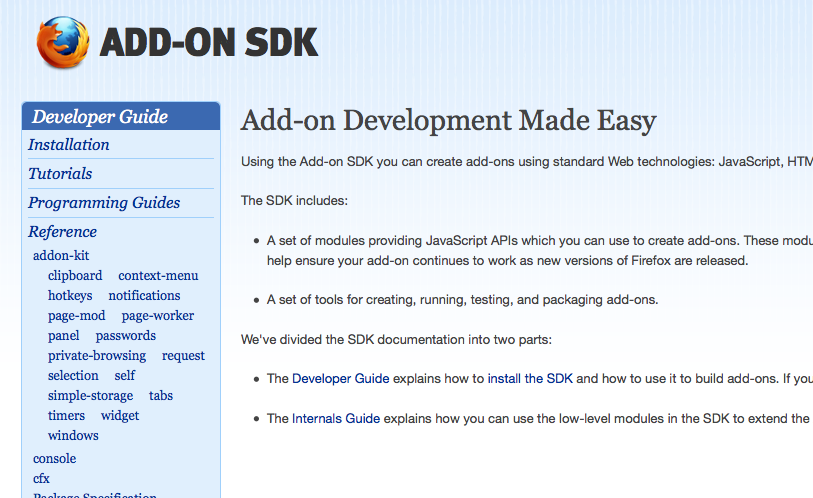 ADD-ON SDK
Developer Guide
Installation
Tutorials
Programming Guides
Reference
addon-kit
clipboard context-menu
hotkeys notifications
page-mod page-worker
panel passwords
private-browsing request
selection self
simple-storage tabs
timers widget
windows
console
cfx
Package Specification
Add-on Development Made Easy
Using the Add-on SDK you can create add-ons using standard Web technologies: JavaScript, HTM
The SDK includes:
• A set of modules providing JavaScript APIs which you can use to create add-ons. These modu
help ensure your add-on continues to work as new versions of Firefox are released.
• A set of tools for creating, running, testing, and packaging add-ons.
We've divided the SDK documentation into two parts:
• The Developer Guide explains how to install the SDK and how to use it to build add-ons. If you
• The Internals Guide explains how you can use the low-level modules in the SDK to extend the